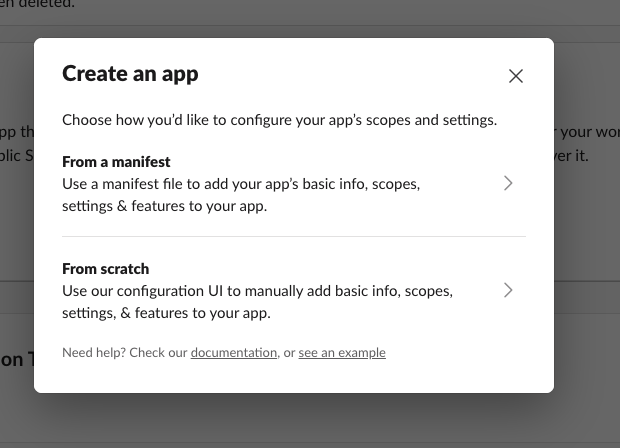 en deleted.
Create an app
Choose how you'd like to configure your app's scopes and settings.
pp th
your wor
blic S
ver it.
From a manifest
Use a manifest file to add your app's basic info, scopes,
settings & features to your app.
From scratch
Use our configuration UI to manually add basic info, scopes,
settings, & features to your app.
Need help? Check our documentation, or see an example
on T